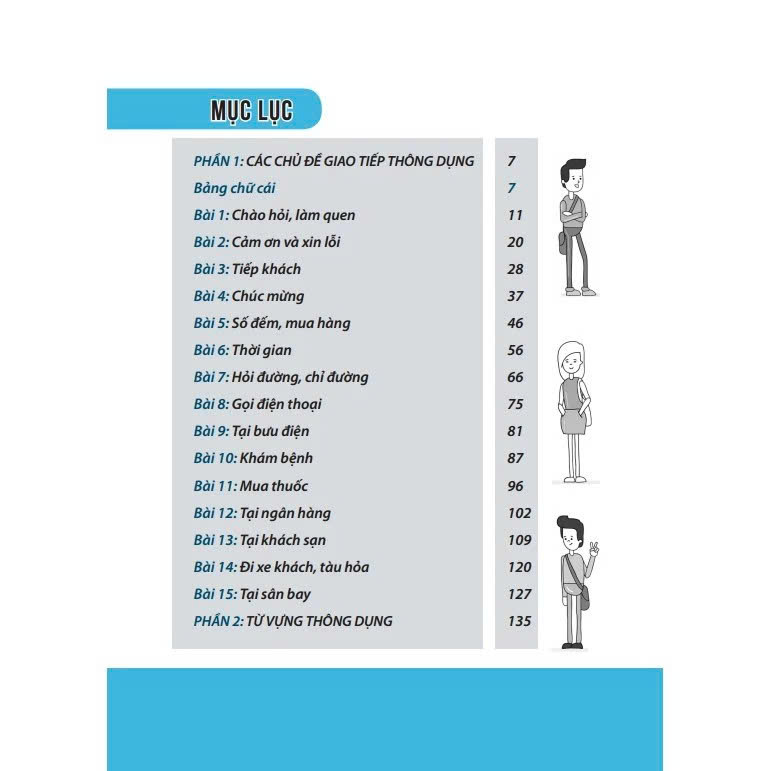 MỤC LỤC
PHẦN 1: CÁC CHỦ ĐỀ GIAO TIẾP THÔNG DỤNG 7
Bảng chữ cái 7
Bài 1: Chào hỏi, làm quen 11
Bài 2: Cảm ơn và xin lỗi 20
Bài 3: Tiếp khách 28
Bài 4: Chúc mừng 37
Bài 5: Số đếm, mua hàng 46
Bài 6: Thời gian 56
Bài 7: Hỏi đường, chỉ đường 66
Bài 8: Gọi điện thoại 75
Bài 9: Tại bưu điện 81
Bài 10: Khám bệnh 87
Bài 11: Mua thuốc 96
Bài 12: Tại ngân hàng 102
Bài 13: Tại khách sạn 109
Bài 14: Đi xe khách, tàu hỏa 120
Bài 15: Tại sân bay 127
PHẦN 2: TỪ VỰNG THÔNG DỤNG 135